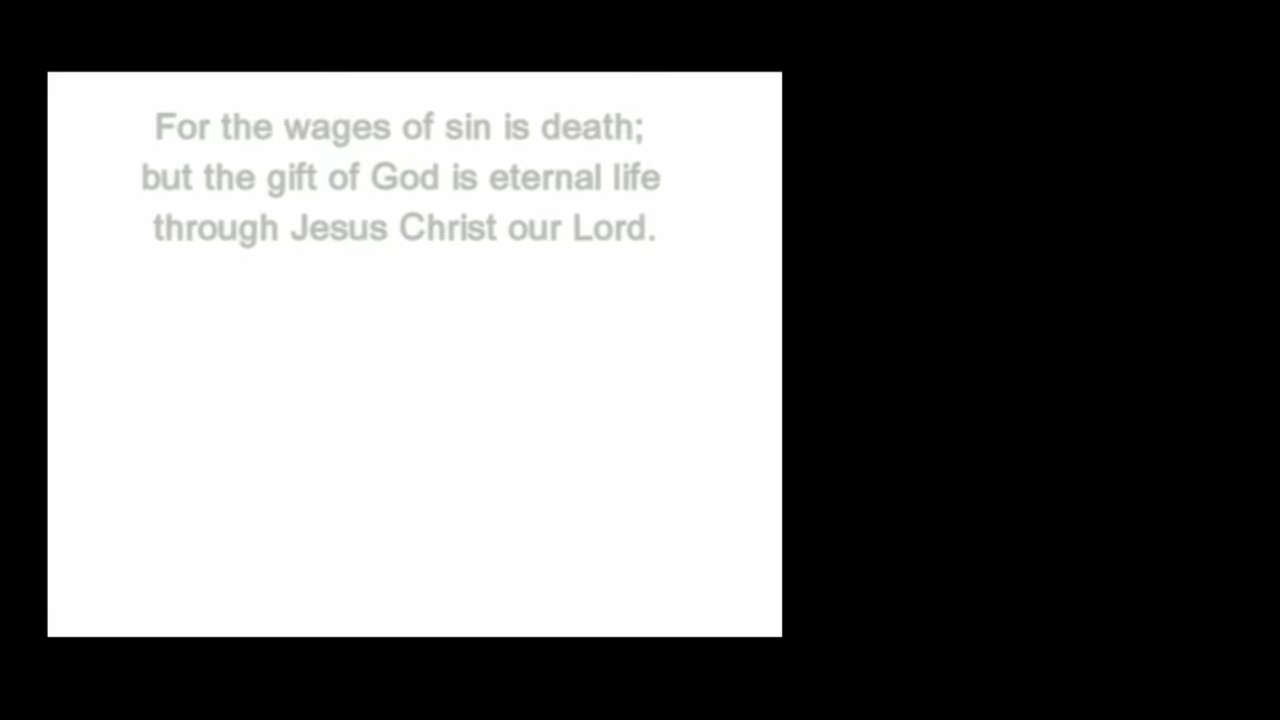 For the wages of sin is death;
but the gift of God is eternal life
through Jesus Christ our Lord.